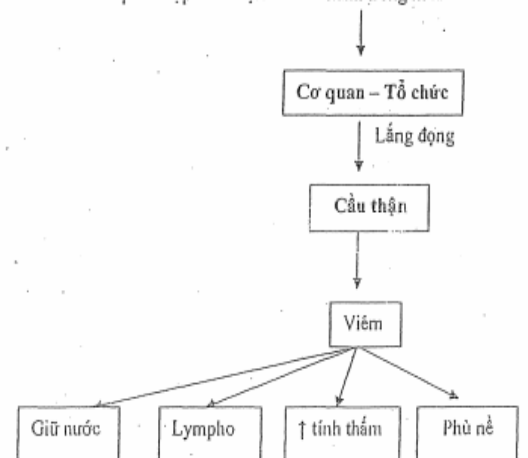 Cơ quan – Tổ chức
Lắng đọng
Cầu thận
Viêm
Giữ nước
Lympho
↑ tính thấm
Phù nề